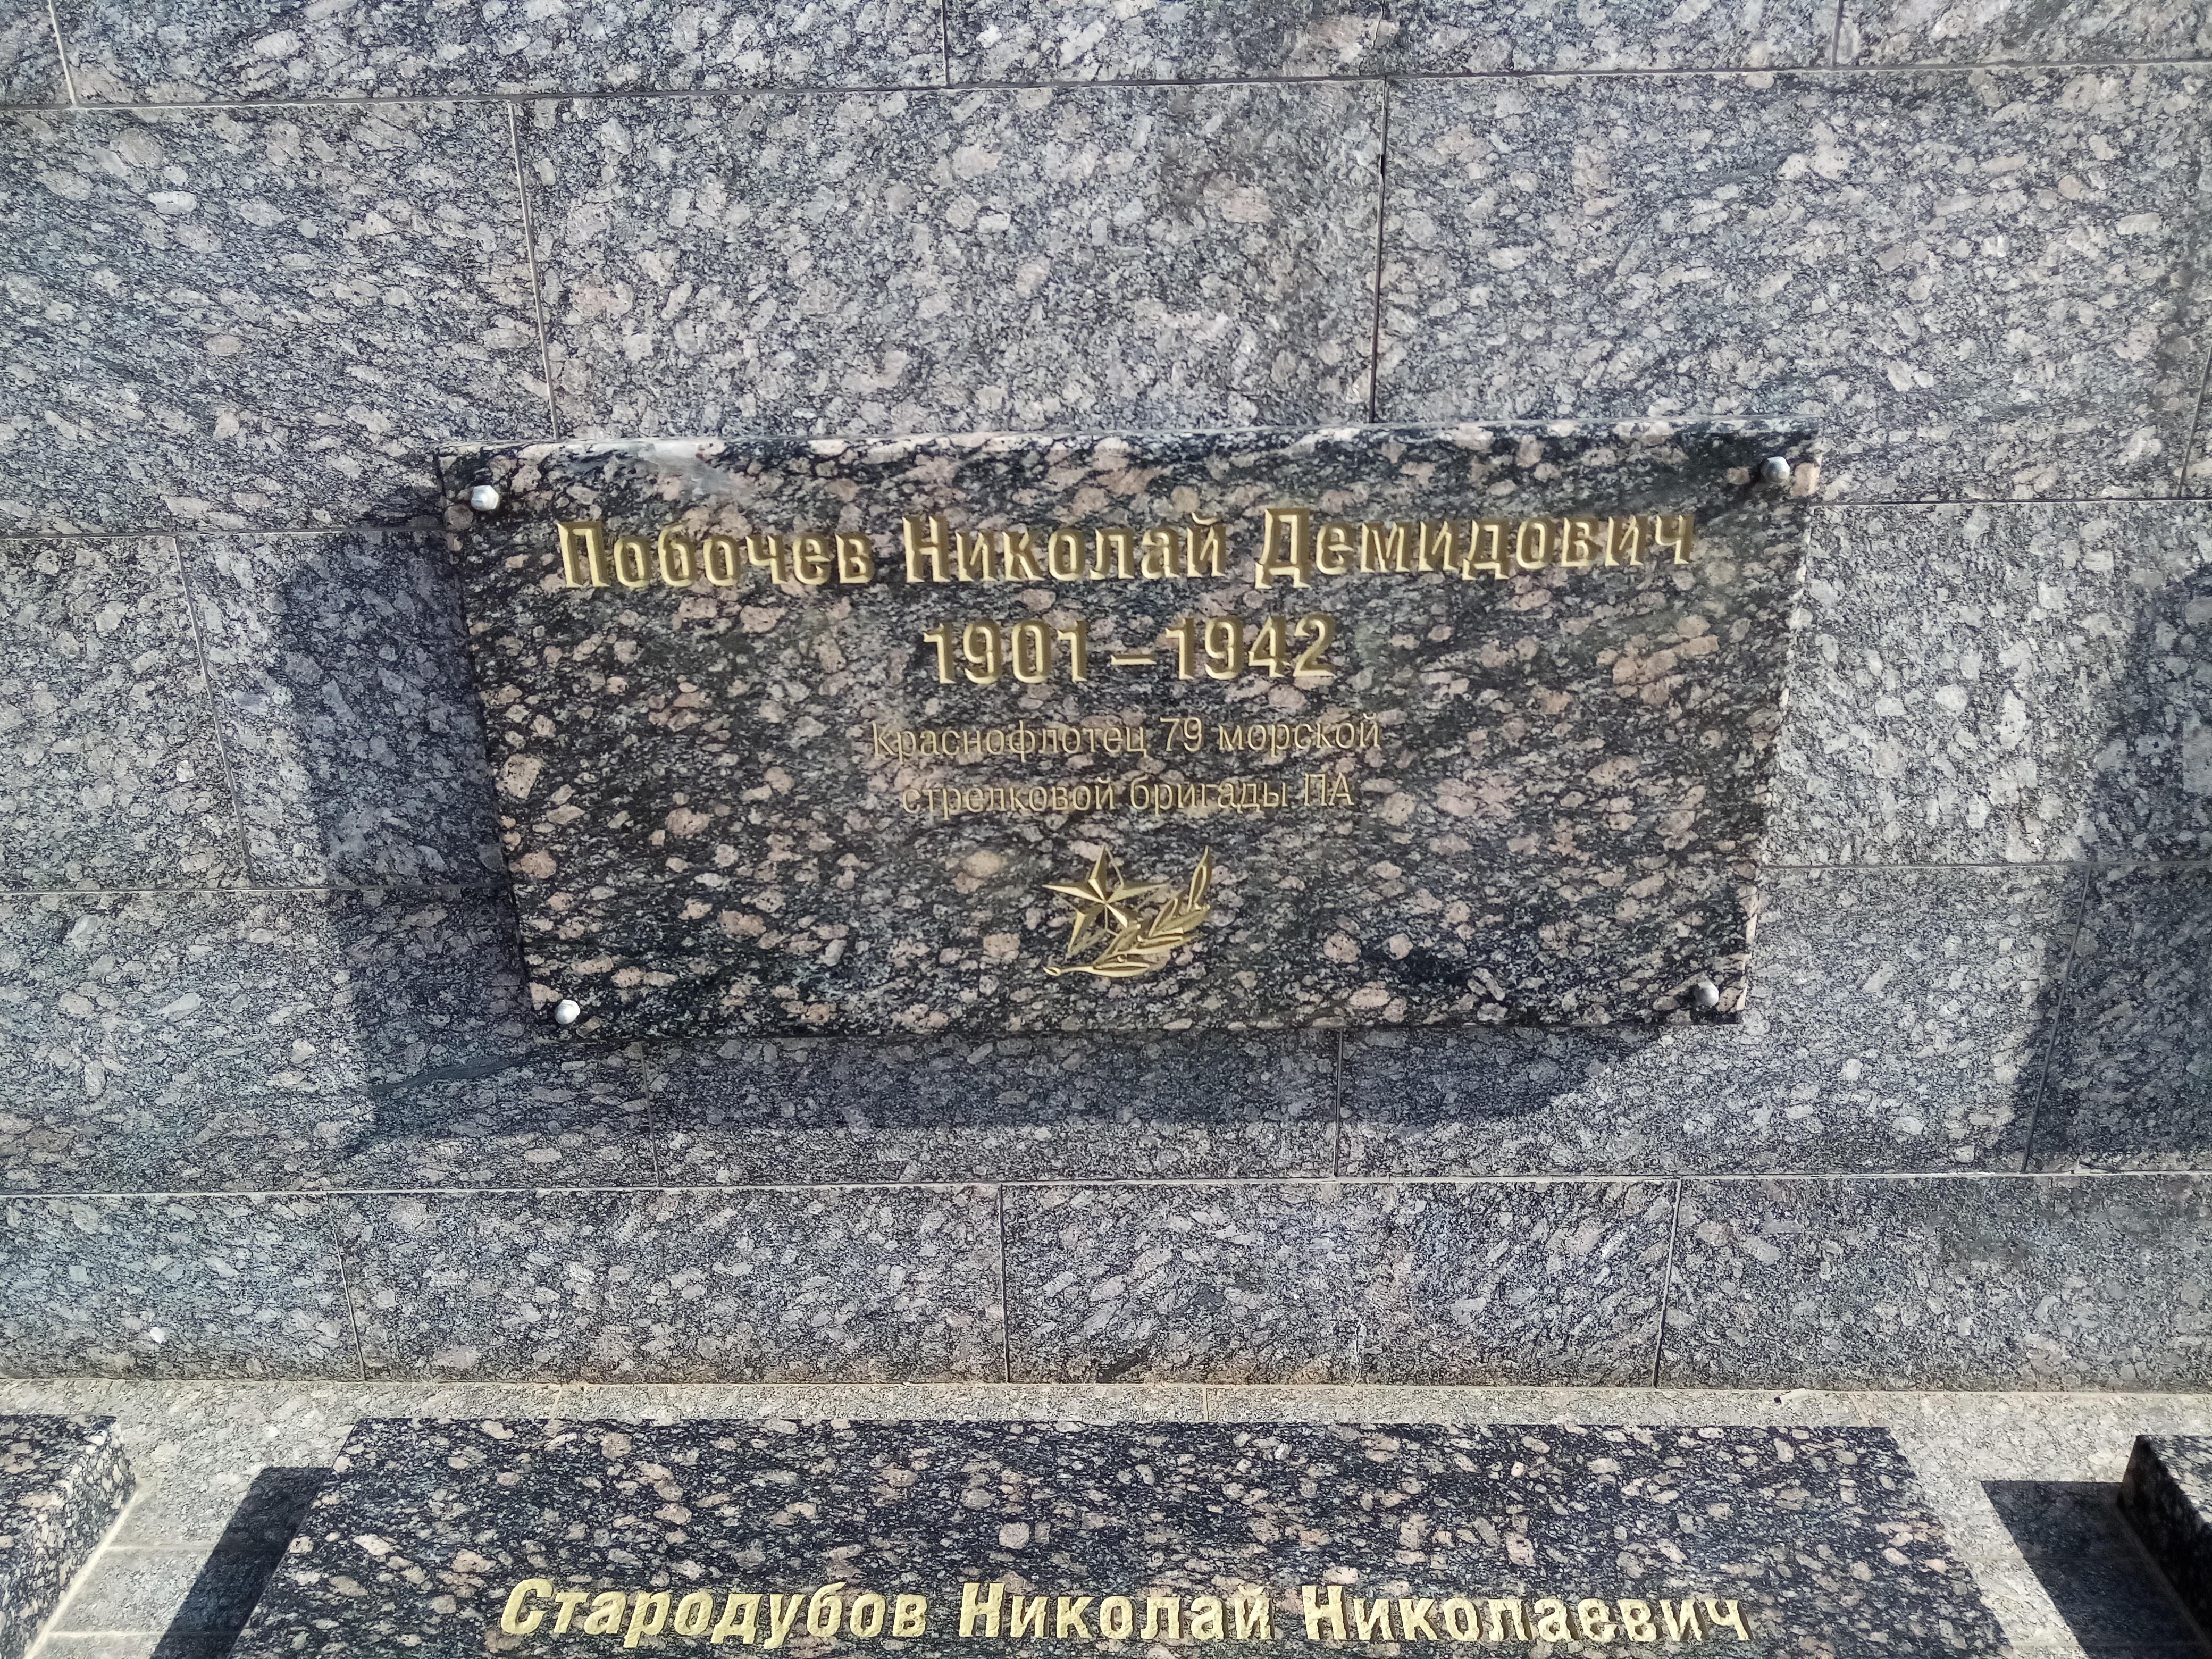 Побочев Николай Демидович
1901 – 1942
Краснофлотец 79 морской
стрелковой бригады ПА
Стародубов Николай Николаевич